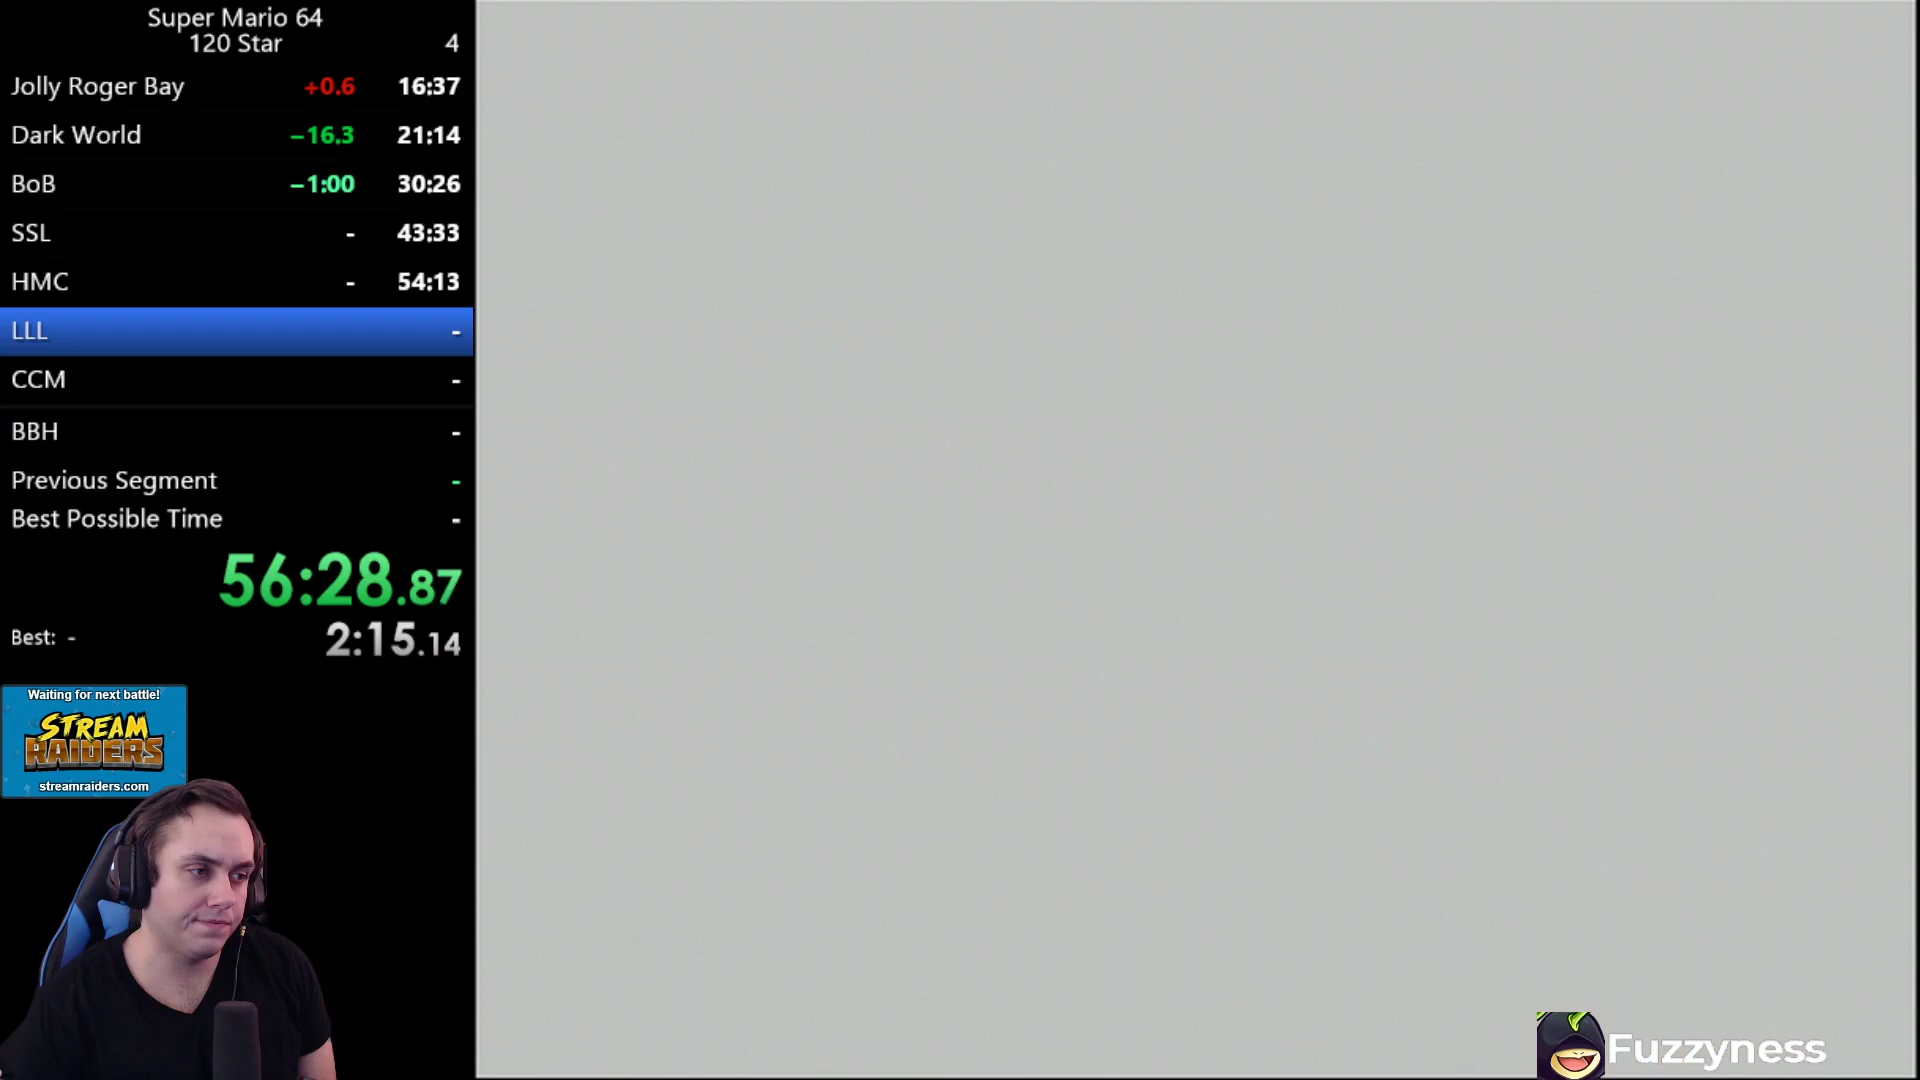 Super Mario 64
120 Star 4
Jolly Roger Bay +0.6 16:37
Dark World −16.3 21:14
BoB −1:00 30:26
SSL - 43:33
HMC - 54:13
LLL -
CCM -
BBH -
Previous Segment -
Best Possible Time -
56:28.87
Best: - 2:15.14
Waiting for next battle!
STREAM
RAIDERS
streamraiders.com
Fuzzyness